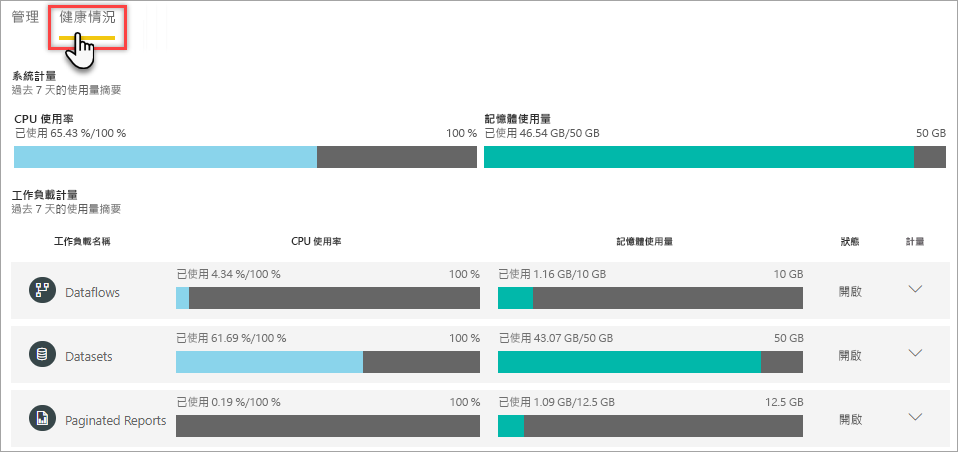 管理 健康情況
系統計量
過去 7 天的使用量摘要
CPU 使用率 記憶體使用量
已使用 65.43 %/100 % 100 % 已使用 46.54 GB/50 GB 50 GB
工作負載計量
過去 7 天的使用量摘要
工作負載名稱 CPU 使用率 記憶體使用量 狀態 計量
已使用 4.34 %/100 % 100 % 已使用 1.16 GB/10 GB 10 GB
Dataflows 開啟
已使用 61.69 %/100 % 100 % 已使用 43.07 GB/50 GB 50 GB
Datasets 開啟
已使用 0.19 %/100 % 100 % 已使用 1.09 GB/12.5 GB 12.5 GB
Paginated Reports 開啟